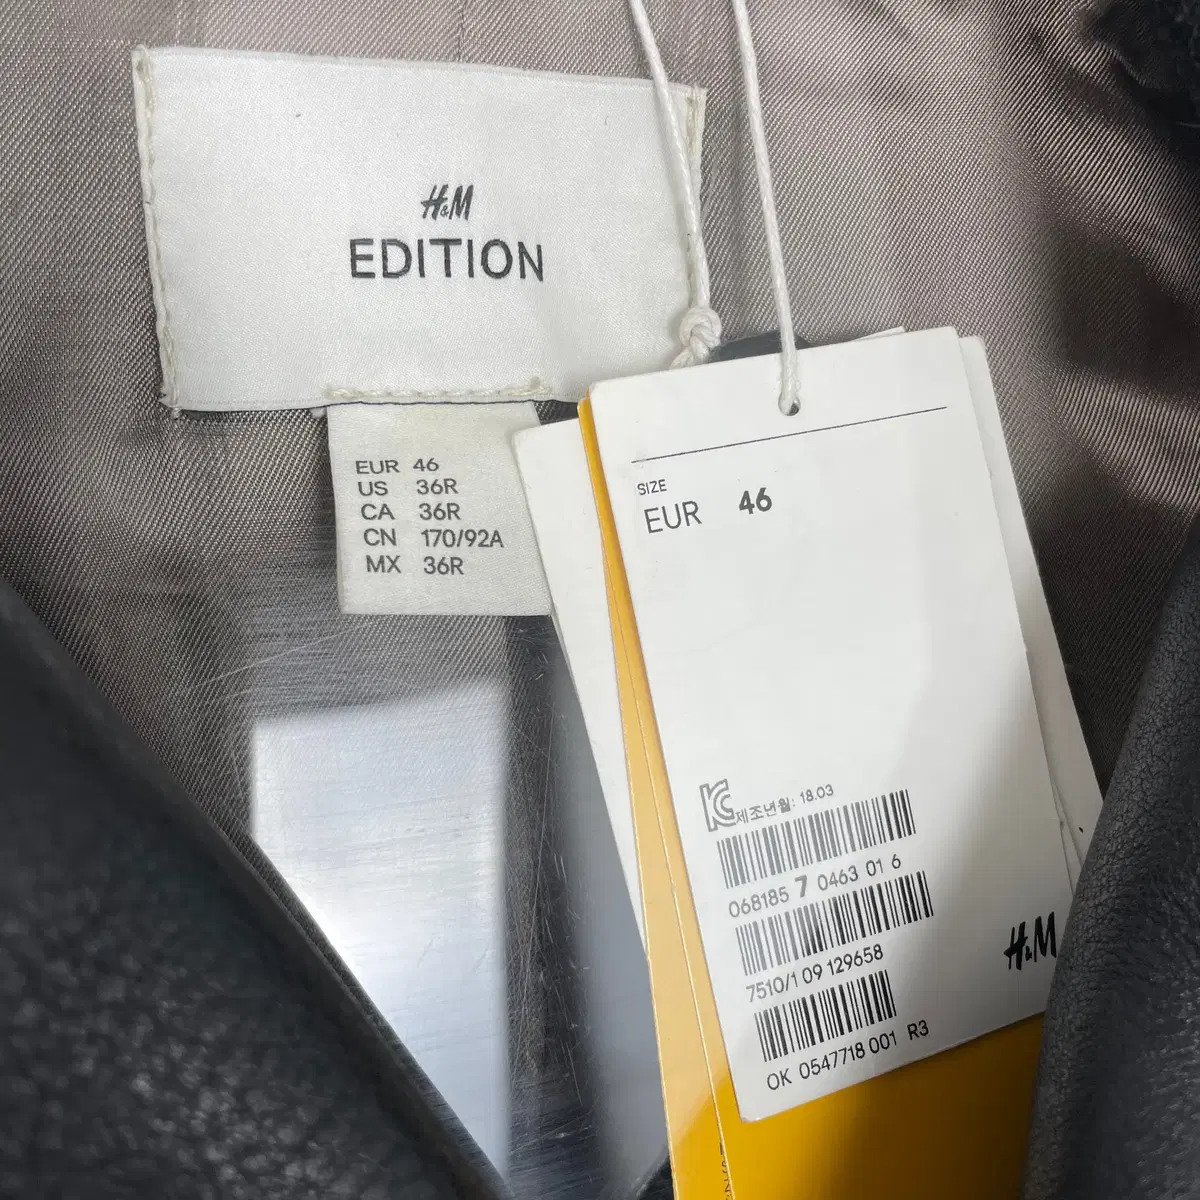 H&M
EDITION
EUR 46
US 36R
CA 36R
CN 170/92A
MX 36R
SIZE
EUR 46
제조년월: 18.03
068185 7 0463 01 6
7510/1 09 129658
OK 0547718 001 R3
H&M